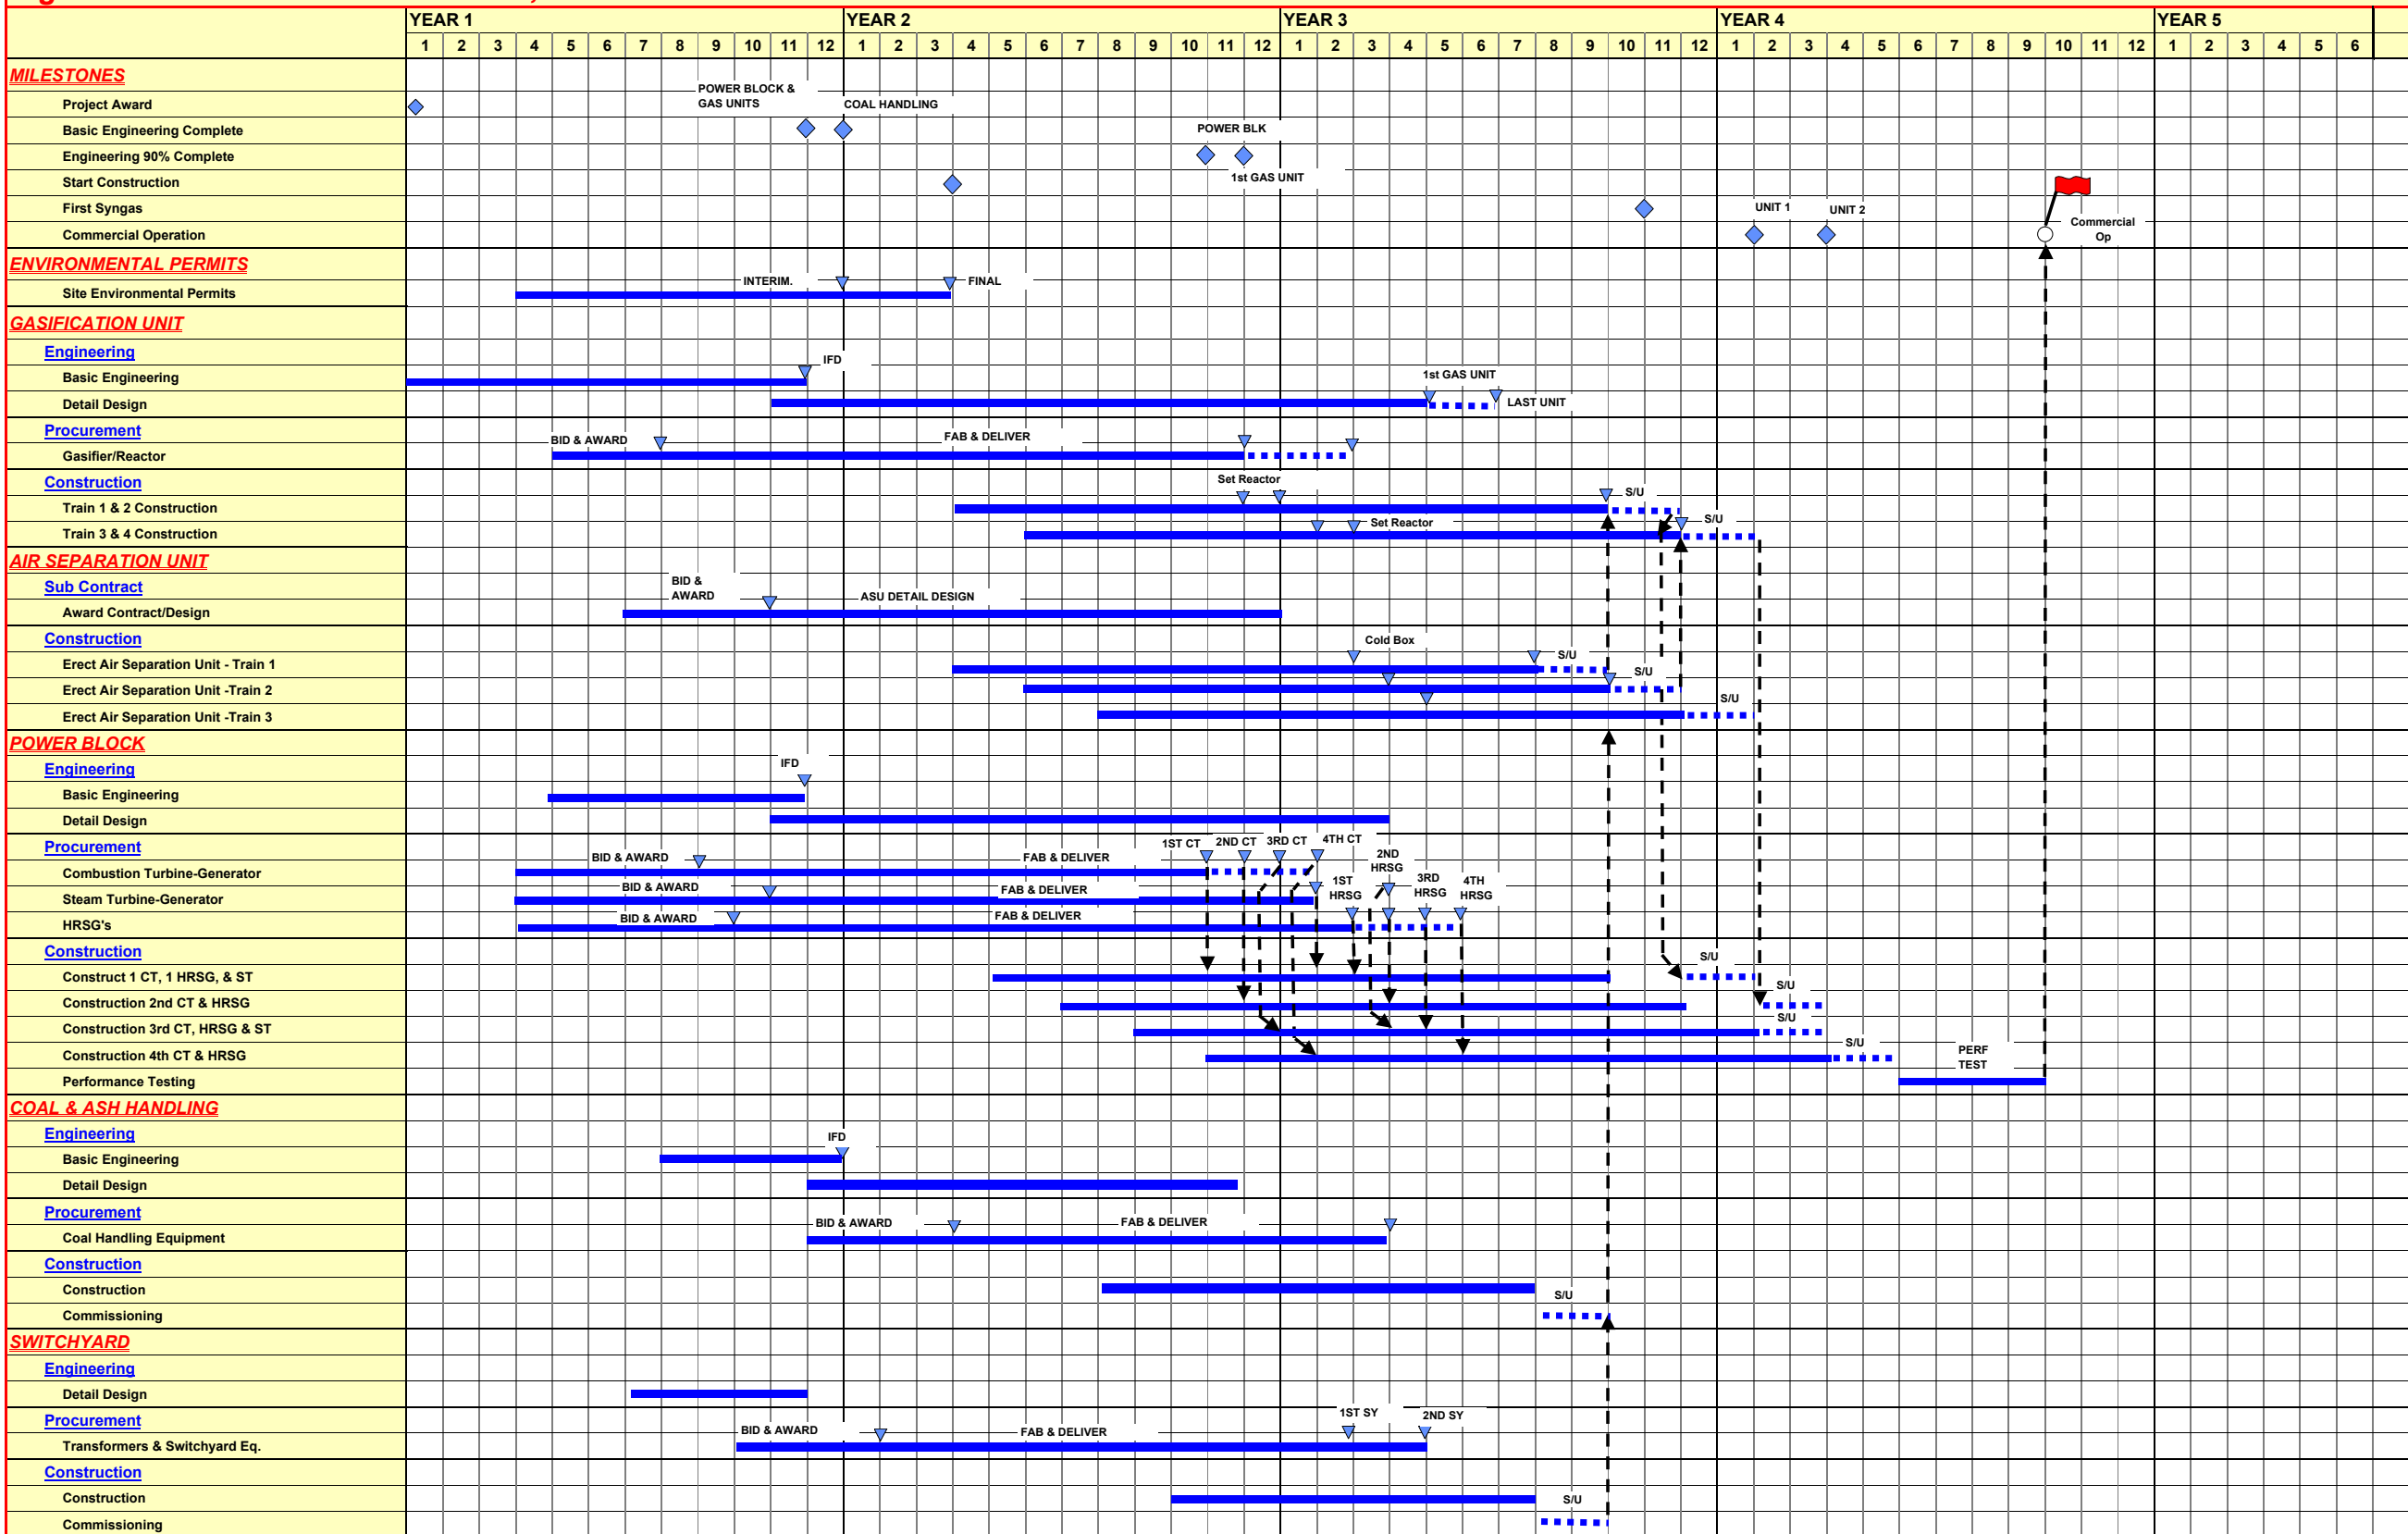 YEAR 1 YEAR 2 YEAR 3 YEAR 4 YEAR 5
1 2 3 4 5 6 7 8 9 10 11 12 1 2 3 4 5 6 7 8 9 10 11 12 1 2 3 4 5 6 7 8 9 10 11 12 1 2 3 4 5 6 7 8 9 10 11 12 1 2 3 4 5 6
MILESTONES
POWER BLOCK &
GAS UNITS
Project Award
COAL HANDLING
Basic Engineering Complete
POWER BLK
Engineering 90% Complete
1st GAS UNIT
Start Construction
First Syngas
UNIT 1
UNIT 2
Commercial Operation
Commercial
Op
ENVIRONMENTAL PERMITS
INTERIM.
FINAL
Site Environmental Permits
GASIFICATION UNIT
Engineering
IFD
Basic Engineering
1st GAS UNIT
Detail Design
LAST UNIT
Procurement
BID & AWARD
FAB & DELIVER
Gasifier/Reactor
Construction
Set Reactor
S/U
Train 1 & 2 Construction
Set Reactor
S/U
Train 3 & 4 Construction
AIR SEPARATION UNIT
Sub Contract
BID &
AWARD
ASU DETAIL DESIGN
Award Contract/Design
Construction
Cold Box
S/U
Erect Air Separation Unit - Train 1
S/U
Erect Air Separation Unit -Train 2
S/U
Erect Air Separation Unit -Train 3
POWER BLOCK
Engineering
IFD
Basic Engineering
Detail Design
Procurement
1ST CT
2ND CT
3RD CT
4TH CT
BID & AWARD
FAB & DELIVER
2ND
HRSG
Combustion Turbine-Generator
BID & AWARD
FAB & DELIVER
1ST
HRSG
3RD
HRSG
4TH
HRSG
Steam Turbine-Generator
BID & AWARD
FAB & DELIVER
HRSG's
Construction
S/U
Construct 1 CT, 1 HRSG, & ST
S/U
Construction 2nd CT & HRSG
S/U
Construction 3rd CT, HRSG & ST
S/U
Construction 4th CT & HRSG
PERF
TEST
Performance Testing
COAL & ASH HANDLING
Engineering
IFD
Basic Engineering
Detail Design
Procurement
BID & AWARD
FAB & DELIVER
Coal Handling Equipment
Construction
Construction
S/U
Commissioning
SWITCHYARD
Engineering
Detail Design
Procurement
1ST SY
2ND SY
BID & AWARD
FAB & DELIVER
Transformers & Switchyard Eq.
Construction
Construction
S/U
Commissioning